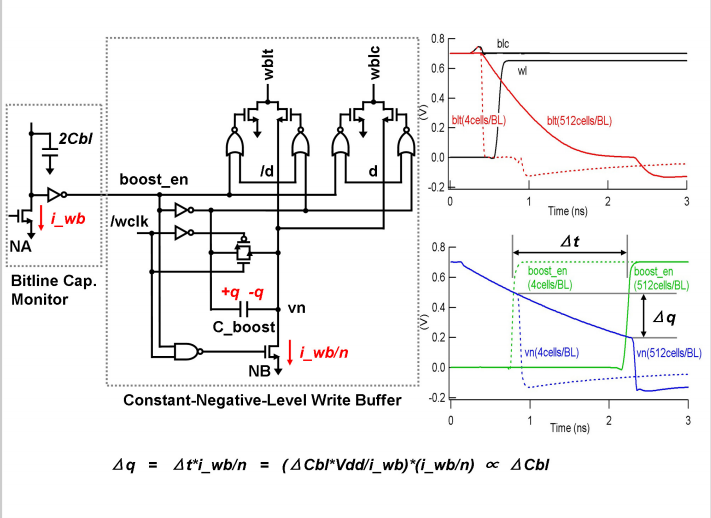 wblt
wblc
2Cbl
boost_en
/d
d
i_wb
/wclk
NA
Bitline Cap.
Monitor
+q -q
vn
C_boost
i_wb/n
NB
Constant-Negative-Level Write Buffer
0.8
0.6
0.4
0.2
0.0
-0.2
(V)
blc
wl
blt(4cells/BL)
blt(512cells/BL)
0 1 2 3
Time (ns)
Δt
0.8
0.6
0.4
0.2
0.0
-0.2
(V)
boost_en
(4cells/BL)
boost_en
(512cells/BL)
Δq
vn(4cells/BL)
vn(512cells/BL)
0 1 2 3
Time (ns)
Δq = Δt*i_wb/n = (ΔCbl*Vdd/i_wb)*(i_wb/n) ∝ ΔCbl